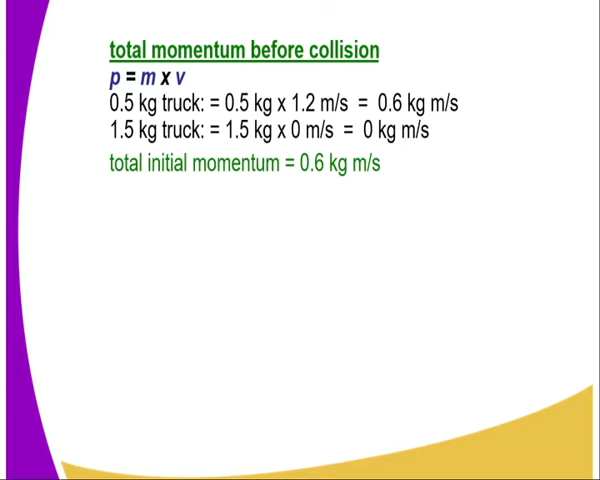 total momentum before collision
p = m x v
0.5 kg truck: = 0.5 kg x 1.2 m/s = 0.6 kg m/s
1.5 kg truck: = 1.5 kg x 0 m/s = 0 kg m/s
total initial momentum = 0.6 kg m/s